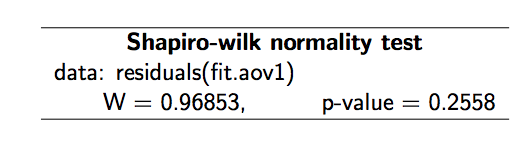 Shapiro-wilk normality test
data: residuals(fit.aov1)
W = 0.96853, p-value = 0.2558